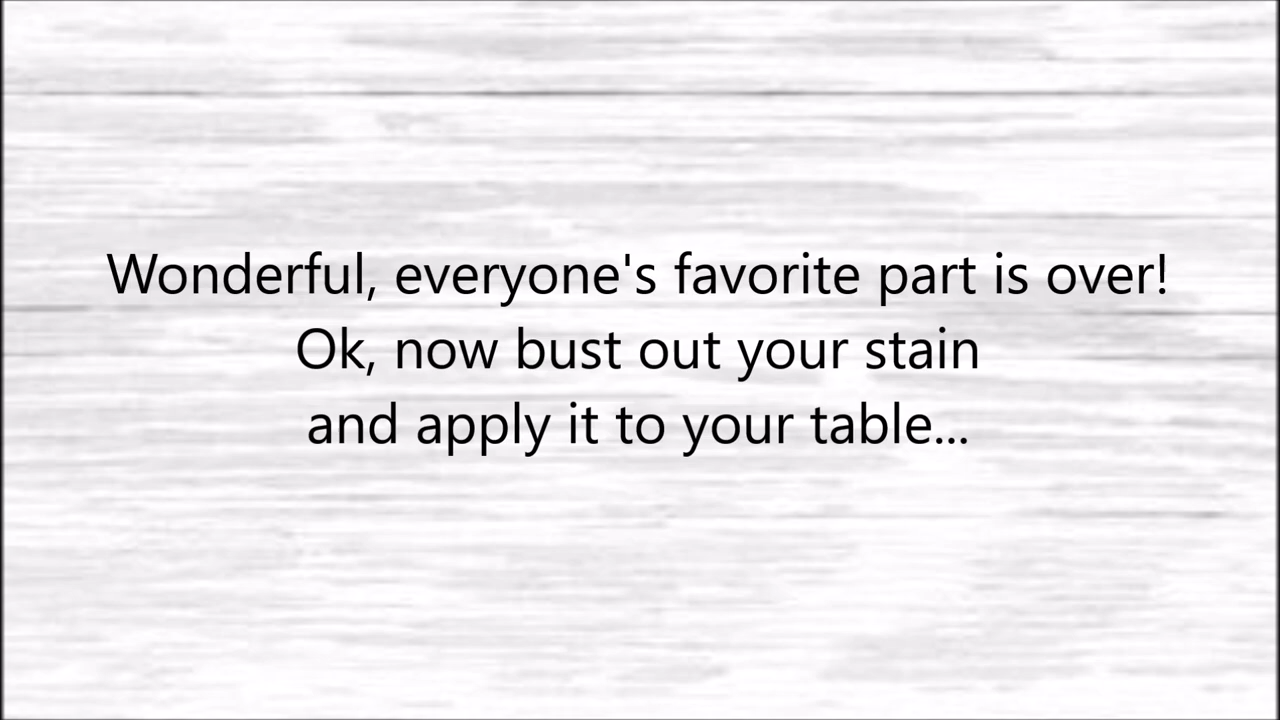 Wonderful, everyone's favorite part is over!
Ok, now bust out your stain
and apply it to your table...